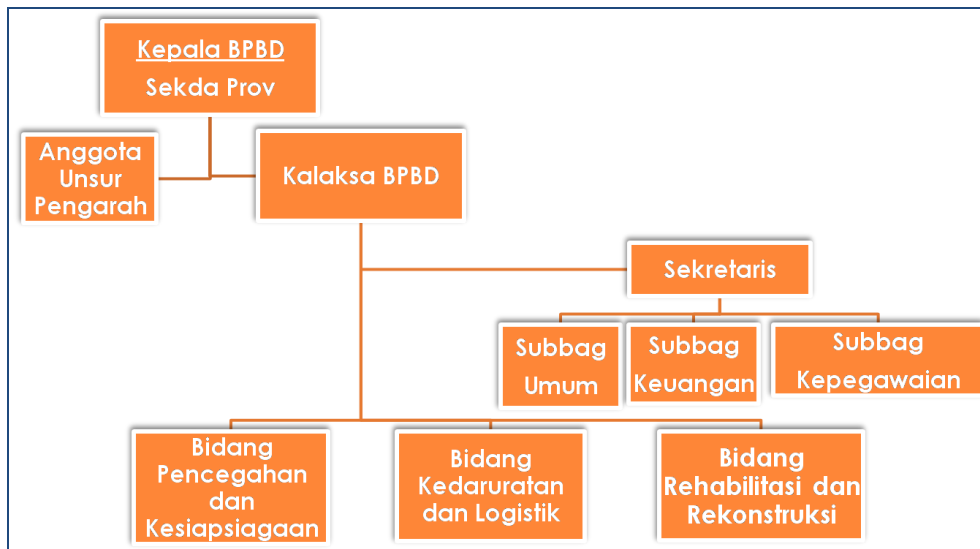 Kepala BPBD
Sekda Prov
Anggota
Unsur
Pengarah
Kalaksa BPBD
Sekretaris
Subbag
Umum
Subbag
Keuangan
Subbag
Kepegawaian
Bidang
Pencegahan
dan
Kesiapsiagaan
Bidang
Kedaruratan
dan Logistik
Bidang
Rehabilitasi dan
Rekonstruksi